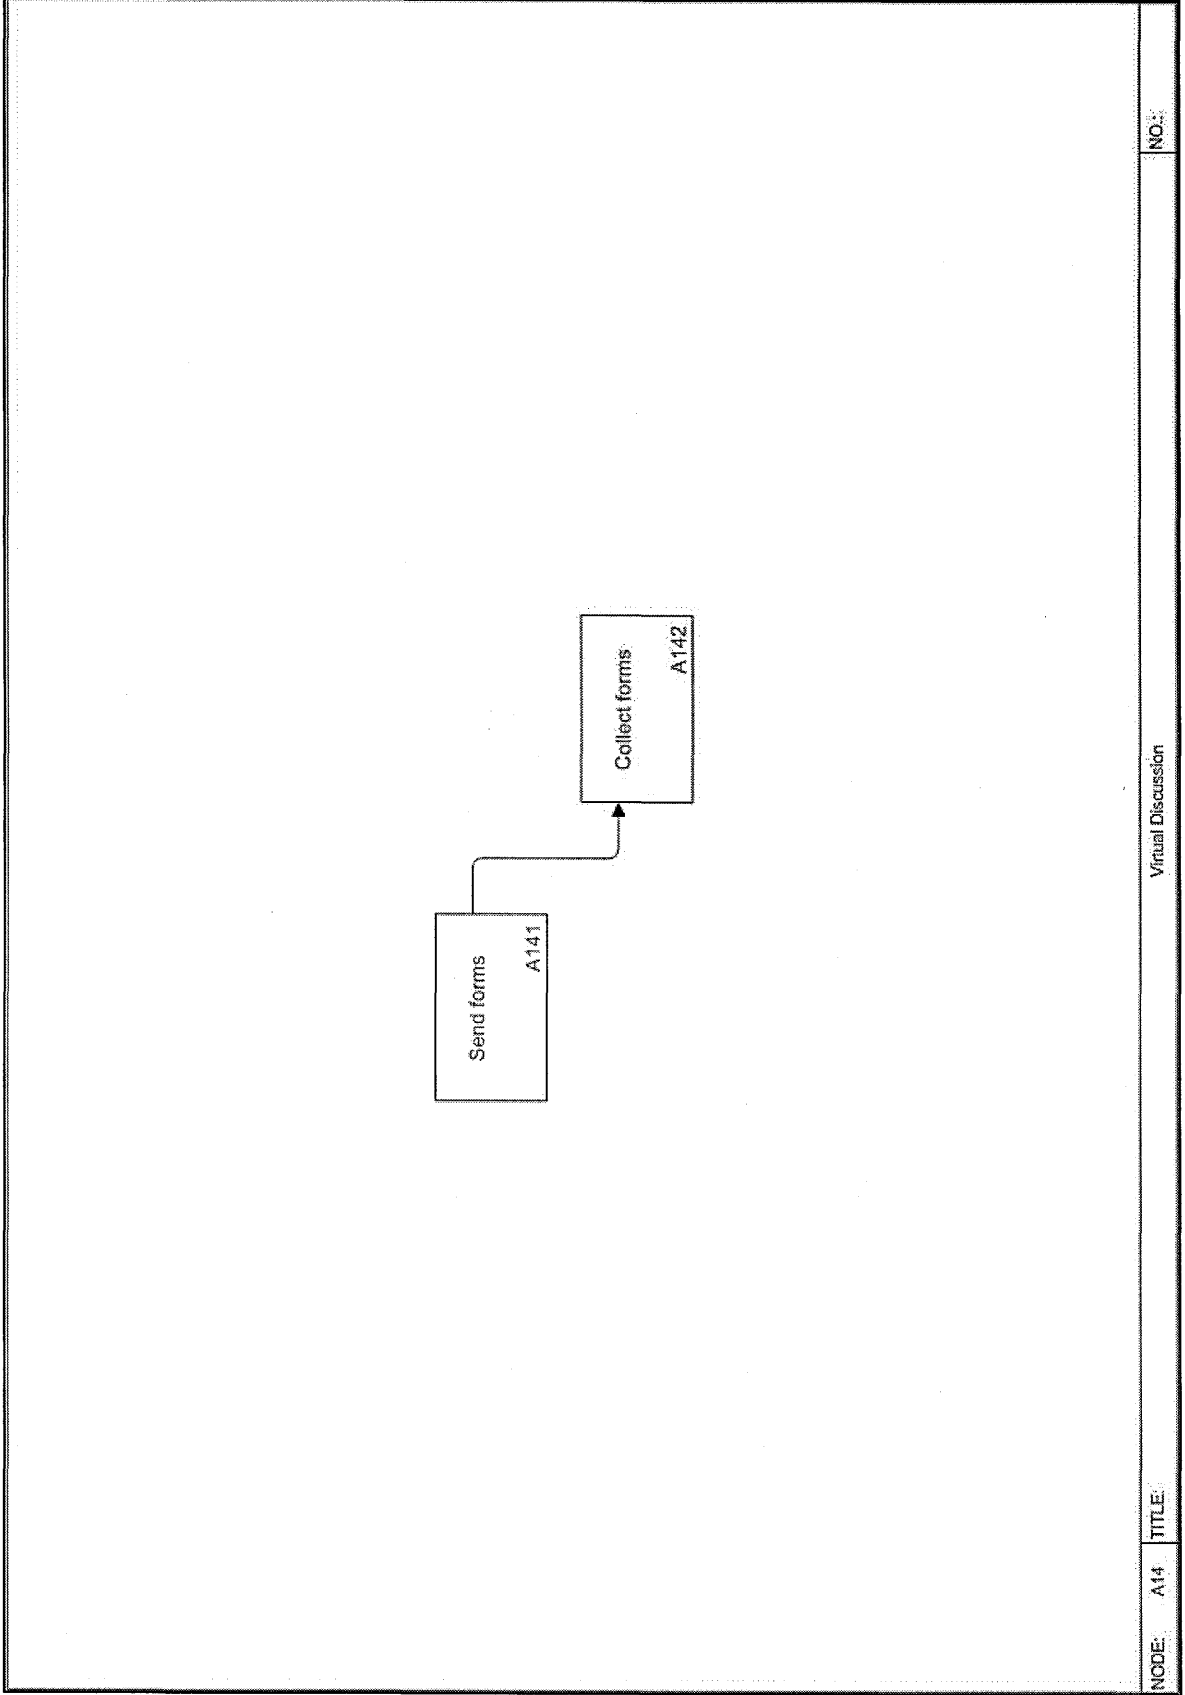 Send forms
A141
Collect forms
A142
NODE: A14 TITLE: Virtual Discussion NO.: